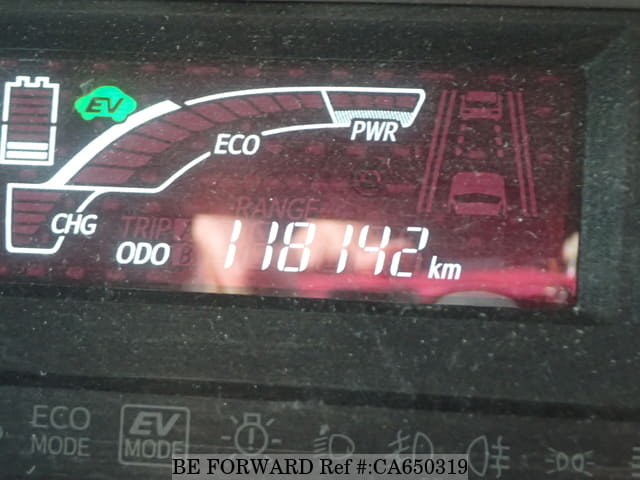 EV
ECO
PWR
CHG
RANGE
TRIP A
B
ODO 118142 km
ECO
MODE
EV
MODE
BE FORWARD Ref #:CA650319